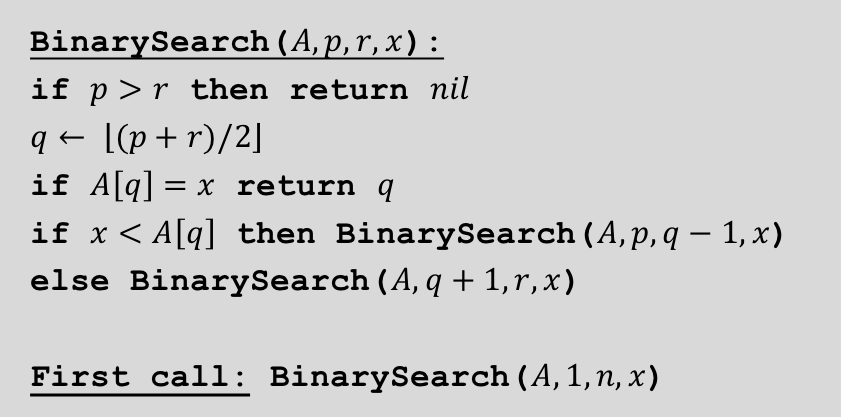 BinarySearch(A, p, r, x):
if p > r then return nil
q ← ⌊(p + r)/2⌋
if A[q] = x return q
if x < A[q] then BinarySearch(A, p, q − 1, x)
else BinarySearch(A, q + 1, r, x)
First call: BinarySearch(A, 1, n, x)